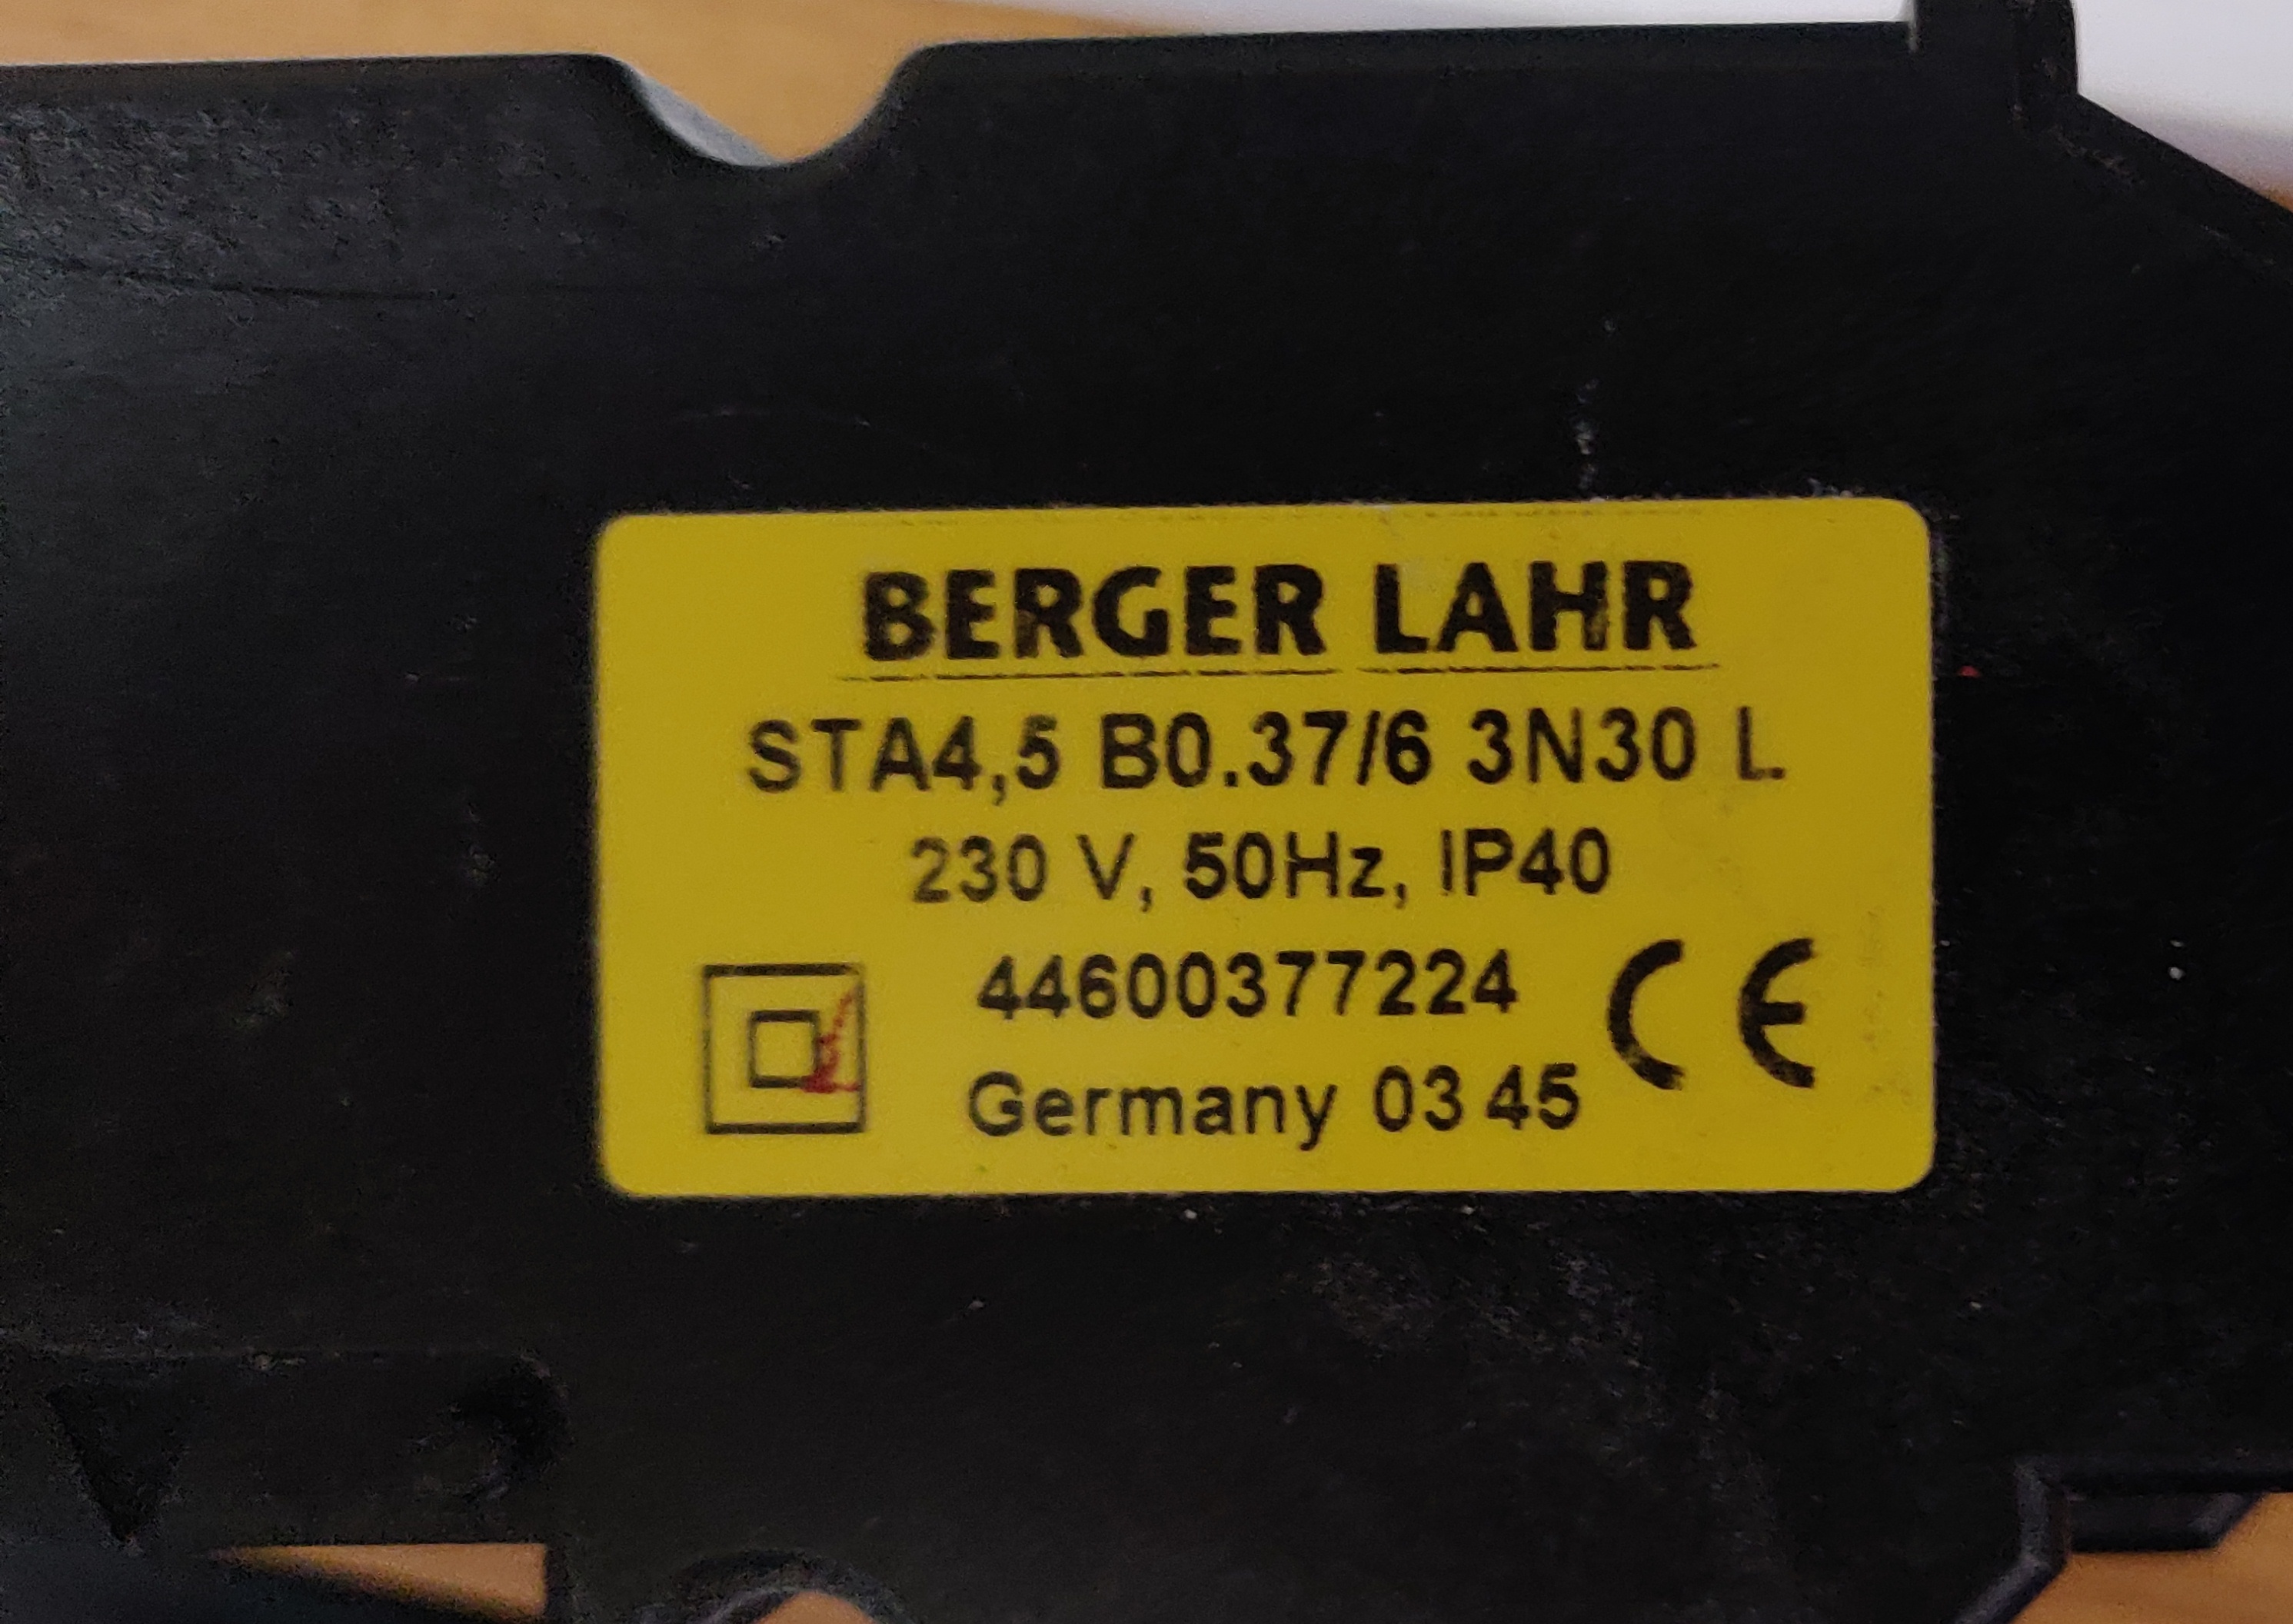 BERGER LAHR
STA4,5 B0.37/6 3N30 L
230 V, 50Hz, IP40
44600377224
CE
Germany 03 45